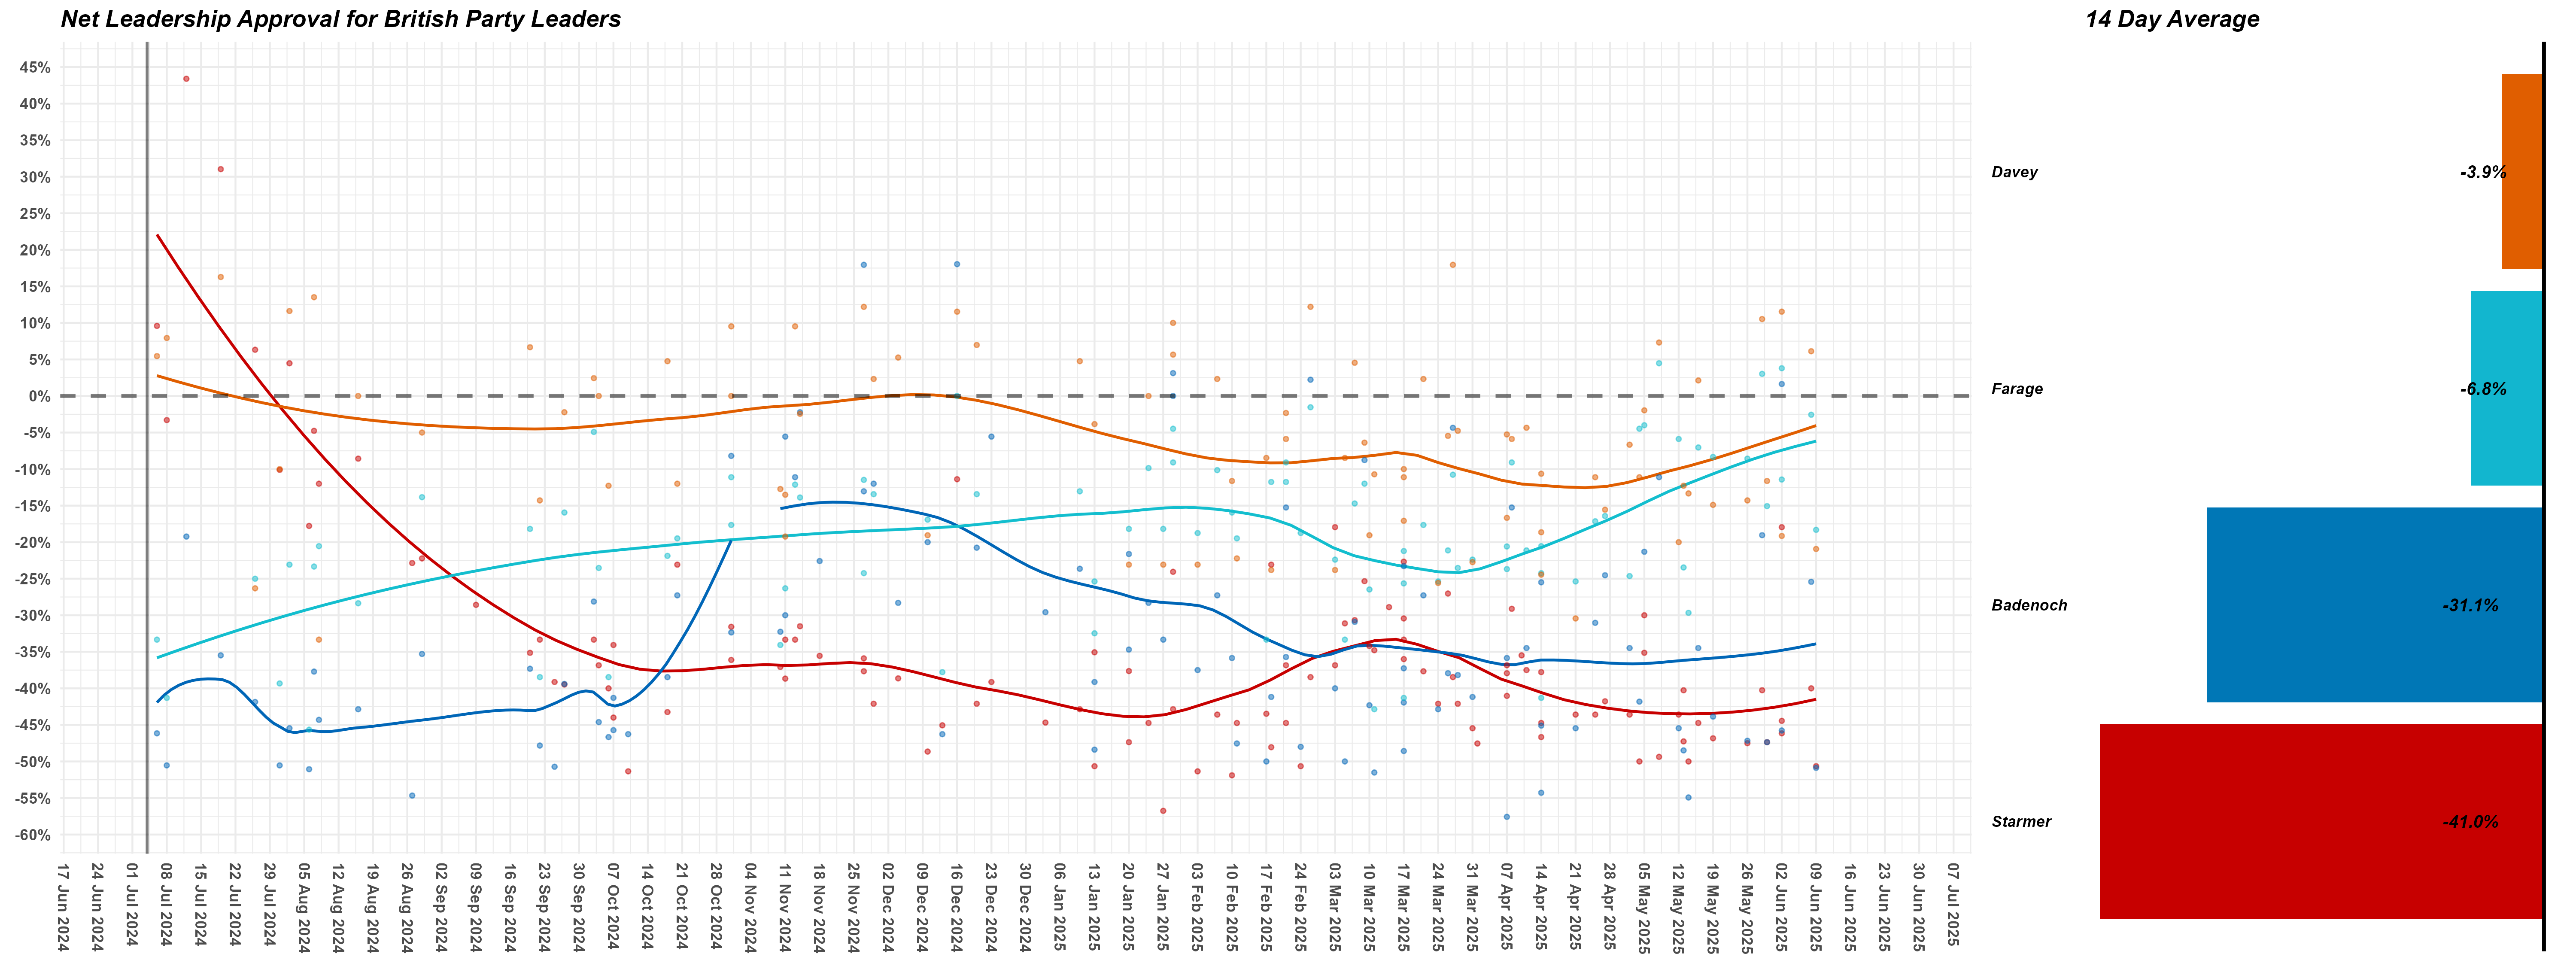 Net Leadership Approval for British Party Leaders
14 Day Average
45%
40%
35%
30%
25%
20%
15%
10%
5%
0%
-5%
-10%
-15%
-20%
-25%
-30%
-35%
-40%
-45%
-50%
-55%
-60%
17 Jun 2024
24 Jun 2024
01 Jul 2024
08 Jul 2024
15 Jul 2024
22 Jul 2024
29 Jul 2024
05 Aug 2024
12 Aug 2024
19 Aug 2024
26 Aug 2024
02 Sep 2024
09 Sep 2024
16 Sep 2024
23 Sep 2024
30 Sep 2024
07 Oct 2024
14 Oct 2024
21 Oct 2024
28 Oct 2024
04 Nov 2024
11 Nov 2024
18 Nov 2024
25 Nov 2024
02 Dec 2024
09 Dec 2024
16 Dec 2024
23 Dec 2024
30 Dec 2024
06 Jan 2025
13 Jan 2025
20 Jan 2025
27 Jan 2025
03 Feb 2025
10 Feb 2025
17 Feb 2025
24 Feb 2025
03 Mar 2025
10 Mar 2025
17 Mar 2025
24 Mar 2025
31 Mar 2025
07 Apr 2025
14 Apr 2025
21 Apr 2025
28 Apr 2025
05 May 2025
12 May 2025
19 May 2025
26 May 2025
02 Jun 2025
09 Jun 2025
16 Jun 2025
23 Jun 2025
30 Jun 2025
07 Jul 2025
Davey -3.9%
Farage -6.8%
Badenoch -31.1%
Starmer -41.0%